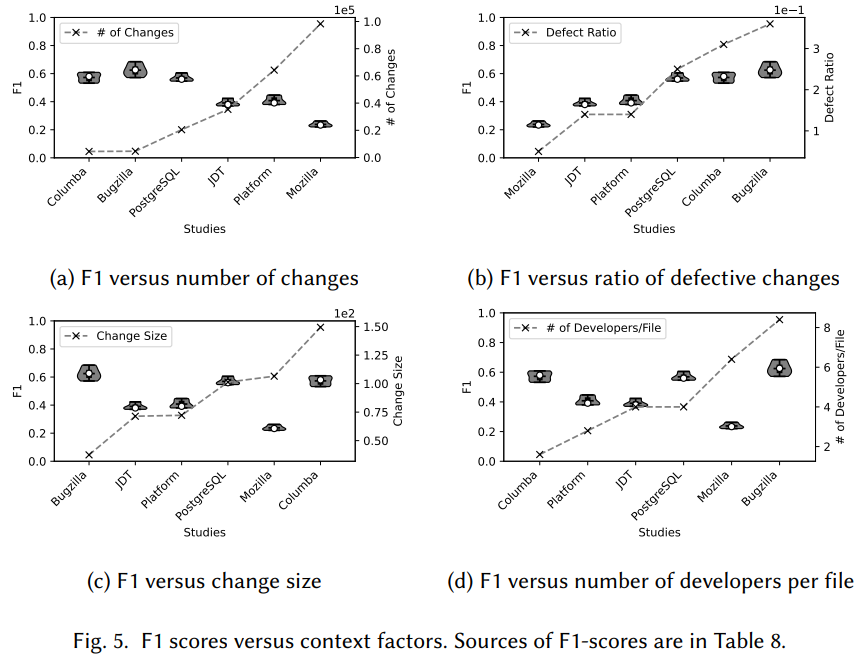 1e5
1.0
# of Changes
1.0
0.8
0.8
0.6
0.6
F1
# of Changes
0.4
0.4
0.2
0.2
0.0
0.0
Columba
Bugzilla
PostgreSQL
JDT
Platform
Mozilla
Studies
1e−1
1.0
Defect Ratio
0.8
3
0.6
F1
2
Defect Ratio
0.4
0.2
1
0.0
Mozilla
JDT
Platform
PostgreSQL
Columba
Bugzilla
Studies
(a) F1 versus number of changes
(b) F1 versus ratio of defective changes
1e2
1.0
Change Size
1.50
0.8
1.25
0.6
F1
1.00
Change Size
0.4
0.75
0.2
0.50
0.0
Bugzilla
JDT
Platform
PostgreSQL
Mozilla
Columba
Studies
1.0
# of Developers/File
8
0.8
0.6
6
F1
# of Developers/File
0.4
4
0.2
2
0.0
Columba
Platform
JDT
PostgreSQL
Mozilla
Bugzilla
Studies
(c) F1 versus change size
(d) F1 versus number of developers per file
Fig. 5. F1 scores versus context factors. Sources of F1-scores are in Table 8.